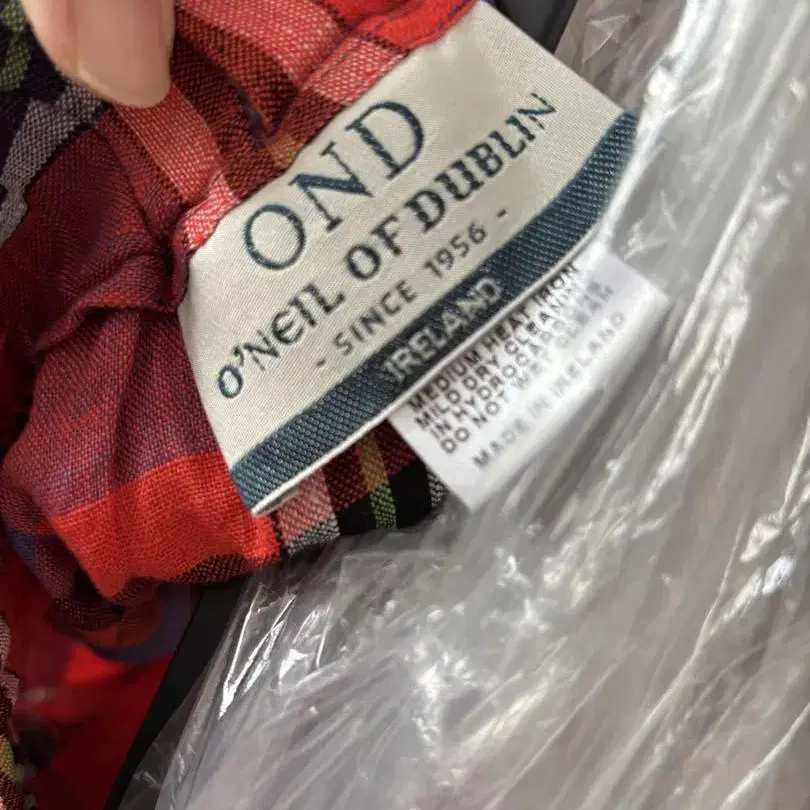 OND
O'NEIL OF DUBLIN
- SINCE 1956 -
IRELAND
MEDIUM HEAT IRON
MILD DRY CLEANING
IN HYDROCARBONS
DO NOT WET CLEAN
MADE IN IRELAND